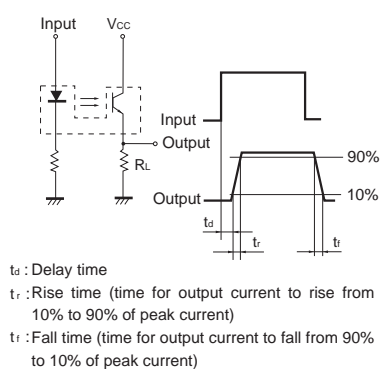 Input
Vcc
Input
Output
RL
90%
Output
10%
td
tr
tf
td : Delay time
tr : Rise time (time for output current to rise from
10% to 90% of peak current)
tf : Fall time (time for output current to fall from 90%
to 10% of peak current)